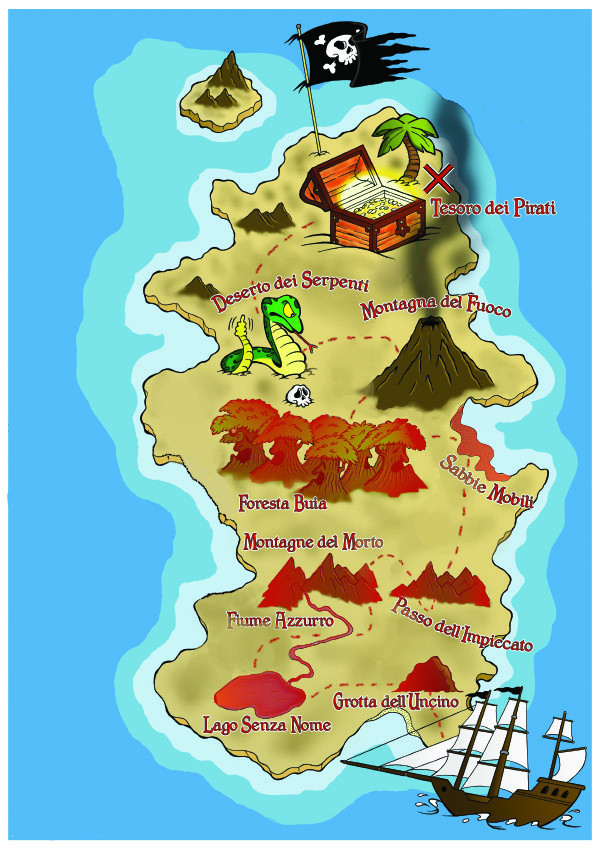 Tesoro dei Pirati
Deserto dei Serpenti
Montagna del Fuoco
Sabbie Mobili
Foresta Buia
Montagne del Morto
Fiume Azzurro
Passo dell'Impiccato
Grotta dell'Uncino
Lago Senza Nome